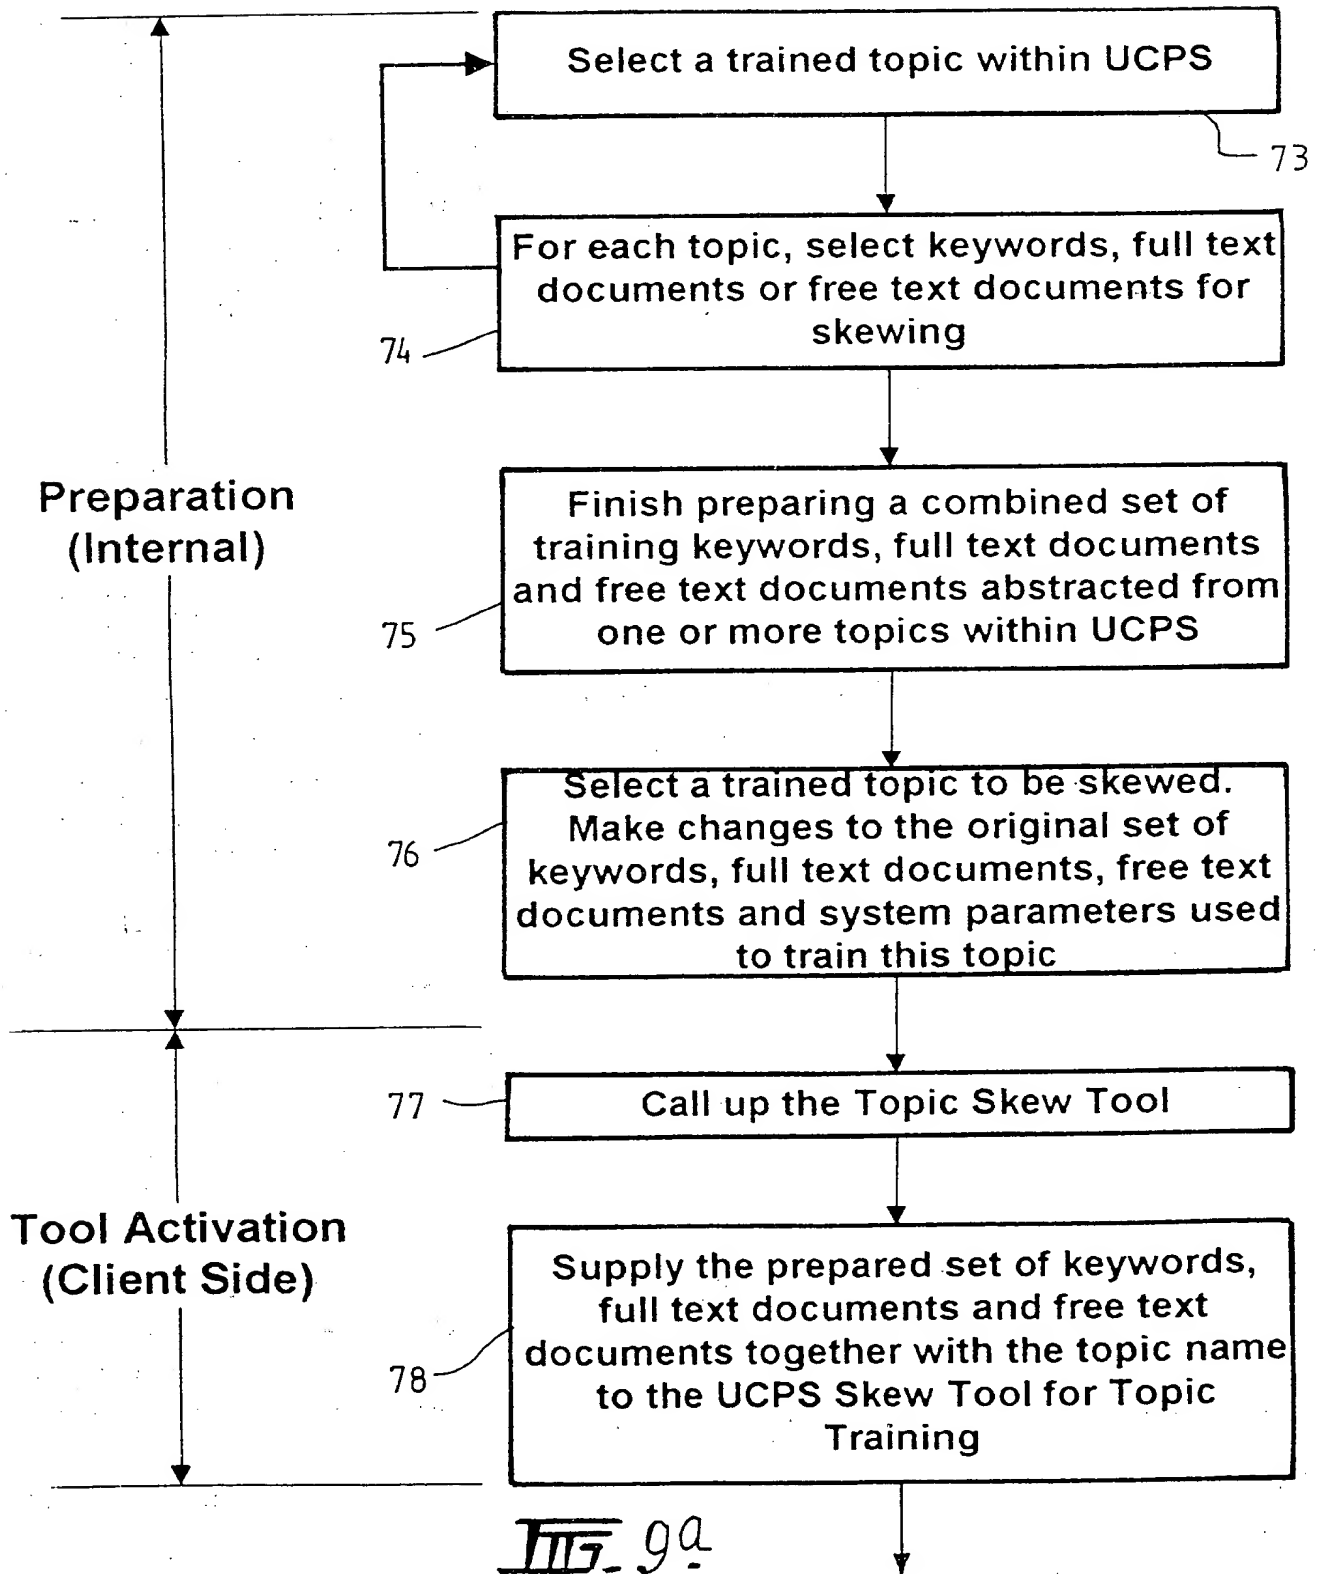 Select a trained topic within UCPS
73
For each topic, select keywords, full text
documents or free text documents for
skewing
74
Preparation
(Internal)
Finish preparing a combined set of
training keywords, full text documents
and free text documents abstracted from
one or more topics within UCPS
75
Select a trained topic to be skewed.
Make changes to the original set of
keywords, full text documents, free text
documents and system parameters used
to train this topic
76
Call up the Topic Skew Tool
77
Tool Activation
(Client Side)
Supply the prepared set of keywords,
full text documents and free text
documents together with the topic name
to the UCPS Skew Tool for Topic
Training
78
FIG. 9a